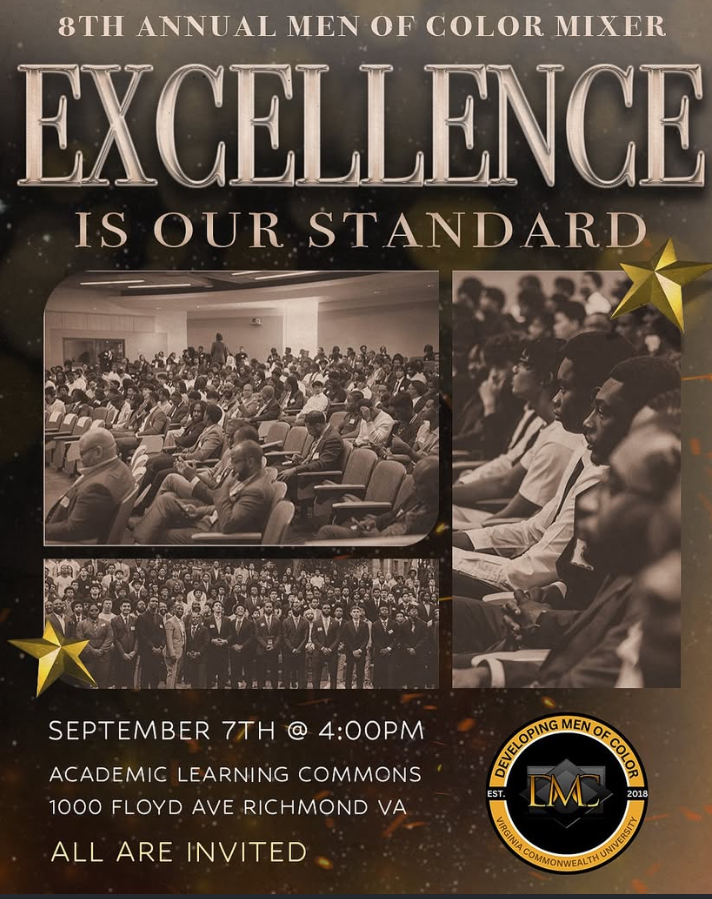 8TH ANNUAL MEN OF COLOR MIXER
EXCELLENCE
IS OUR STANDARD
SEPTEMBER 7TH @ 4:00PM
ACADEMIC LEARNING COMMONS
1000 FLOYD AVE RICHMOND VA
ALL ARE INVITED
DEVELOPING MEN OF COLOR
EST.
DMC
2018
VIRGINIA COMMONWEALTH UNIVERSITY